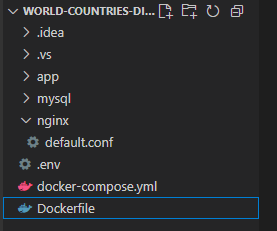 WORLD-COUNTRIES-DI...
.idea
.vs
app
mysql
nginx
default.conf
.env
docker-compose.yml
Dockerfile